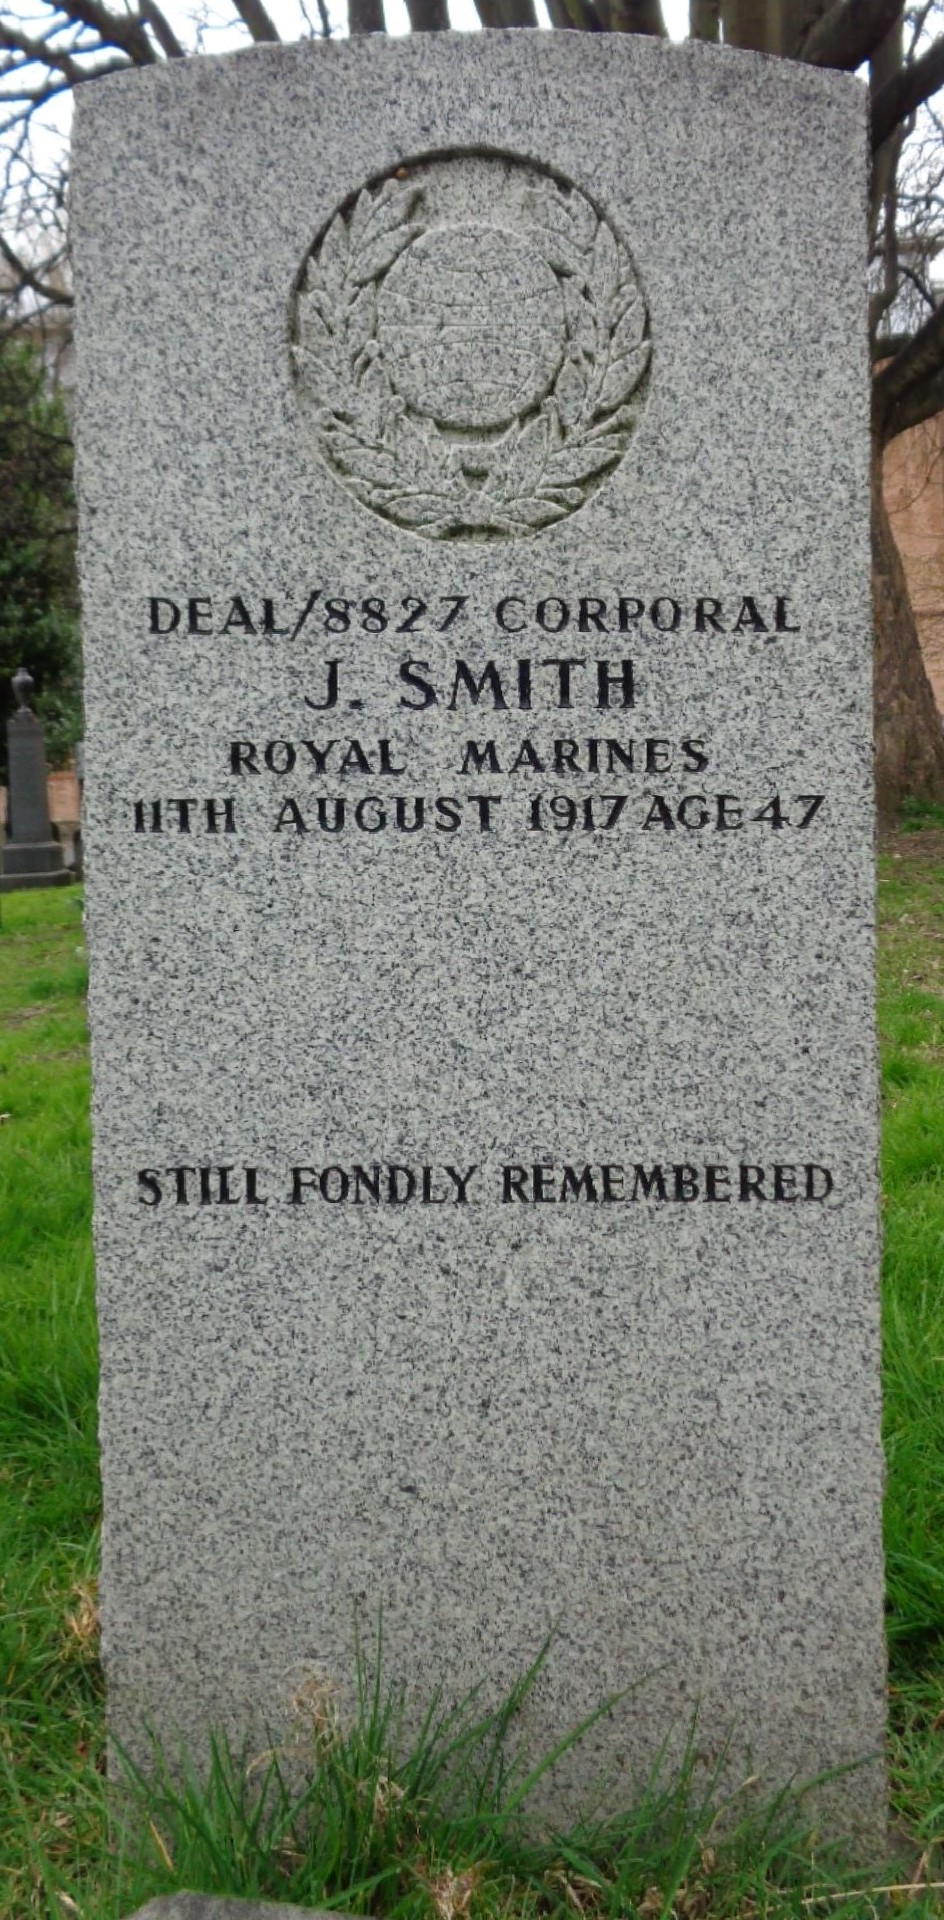 DEAL/8827 CORPORAL
J. SMITH
ROYAL MARINES
11TH AUGUST 1917 AGE 47
STILL FONDLY REMEMBERED